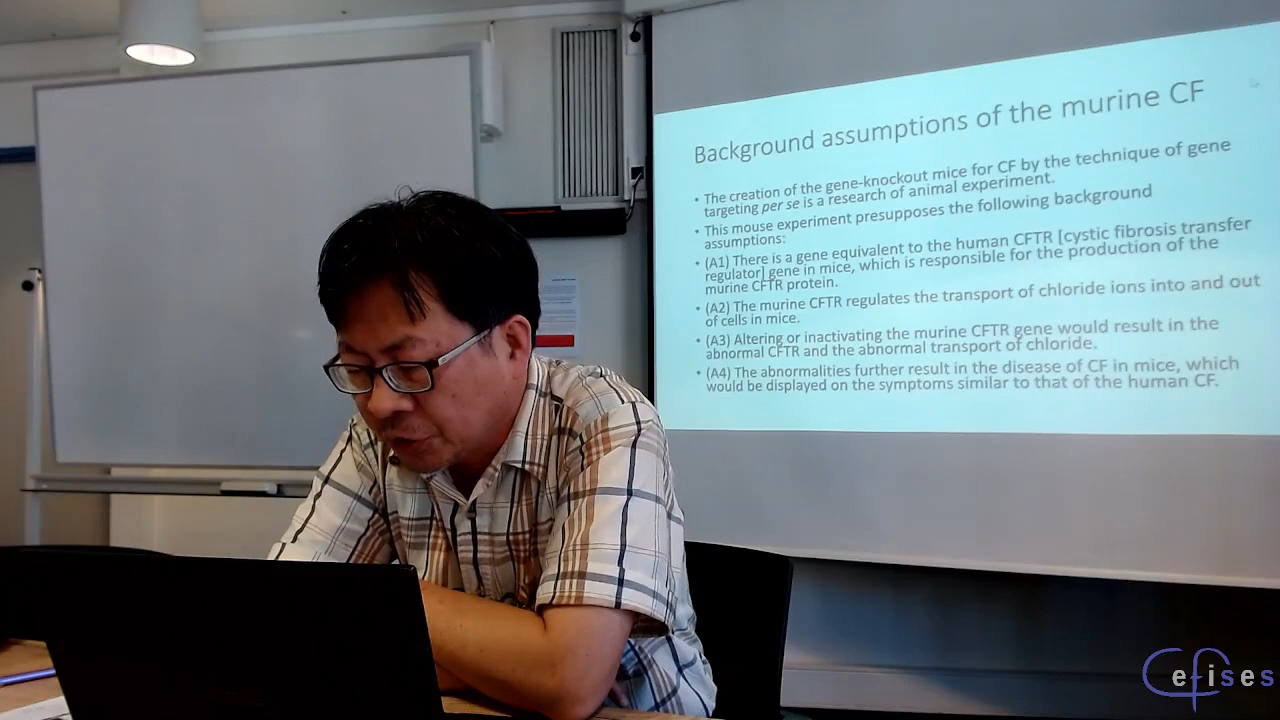 Background assumptions of the murine CF
• The creation of the gene-knockout mice for CF by the technique of gene
targeting per se is a research of animal experiment.
• This mouse experiment presupposes the following background
assumptions:
• (A1) There is a gene equivalent to the human CFTR [cystic fibrosis transfer
regulator] gene in mice, which is responsible for the production of the
murine CFTR protein.
• (A2) The murine CFTR regulates the transport of chloride ions into and out
of cells in mice.
• (A3) Altering or inactivating the murine CFTR gene would result in the
abnormal CFTR and the abnormal transport of chloride.
• (A4) The abnormalities further result in the disease of CF in mice, which
would be displayed on the symptoms similar to that of the human CF.
Cefises